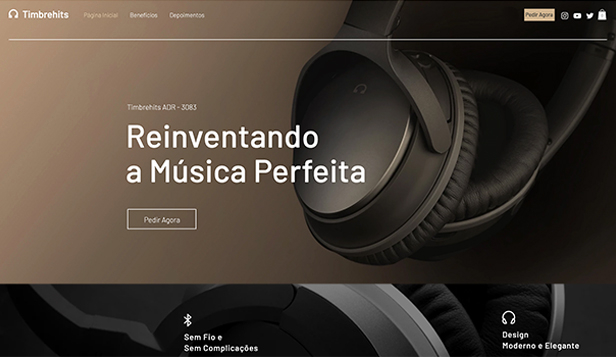 Timbrehits
Página Inicial
Benefícios
Depoimentos
Pedir Agora
Timbrehits ADR - 3083
Reinventando
a Música Perfeita
Pedir Agora
Sem Fio e
Sem Complicações
Design
Moderno e Elegante